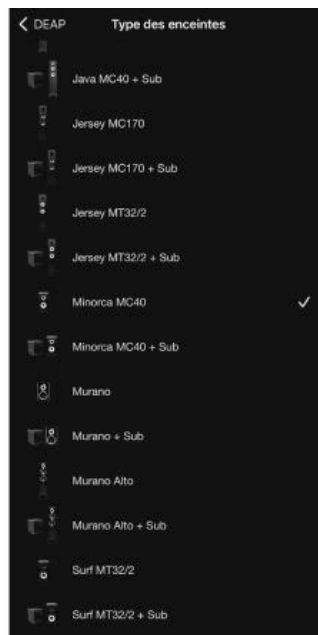 DEAP Type des enceintes
Java MC40 + Sub
Jersey MC170
Jersey MC170 + Sub
Jersey MT32/2
Jersey MT32/2 + Sub
Minorca MC40
Minorca MC40 + Sub
Murano
Murano + Sub
Murano Alto
Murano Alto + Sub
Surf MT32/2
Surf MT32/2 + Sub